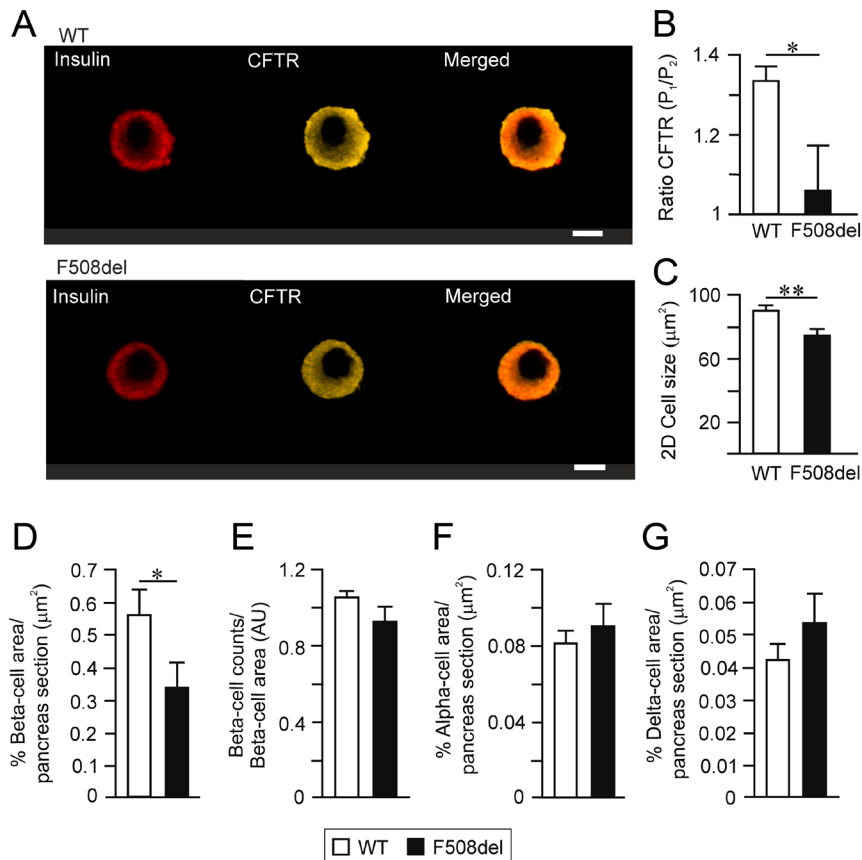 A
WT
Insulin CFTR Merged
F508del
Insulin CFTR Merged
B
Ratio CFTR (P₁/P₂)
1.4
1.2
1
*
WT F508del
C
2D Cell size (μm²)
100
60
20
**
WT F508del
D
% Beta-cell area/
pancreas section (μm²)
0.7
0.6
0.5
0.4
0.3
0.2
0.1
0
*
E
Beta-cell counts/
Beta-cell area (AU)
1.2
0.8
0.4
0
F
% Alpha-cell area/
pancreas section (μm²)
0.12
0.08
0.04
0
G
% Delta-cell area/
pancreas section (μm²)
0.07
0.06
0.05
0.04
0.03
0.02
0.01
0.00
WT F508del